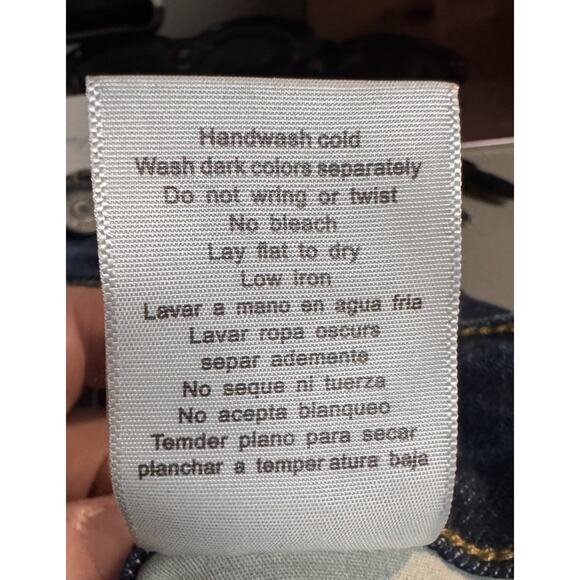 Handwash cold
Wash dark colors separately
Do not wring or twist
No bleach
Lay flat to dry
Low iron
Lavar a mano en agua fria
Lavar ropa oscurs
separ ademente
No seque ni tuerza
No acepta blanqueo
Temder plano para secar
planchar a temper atura baja